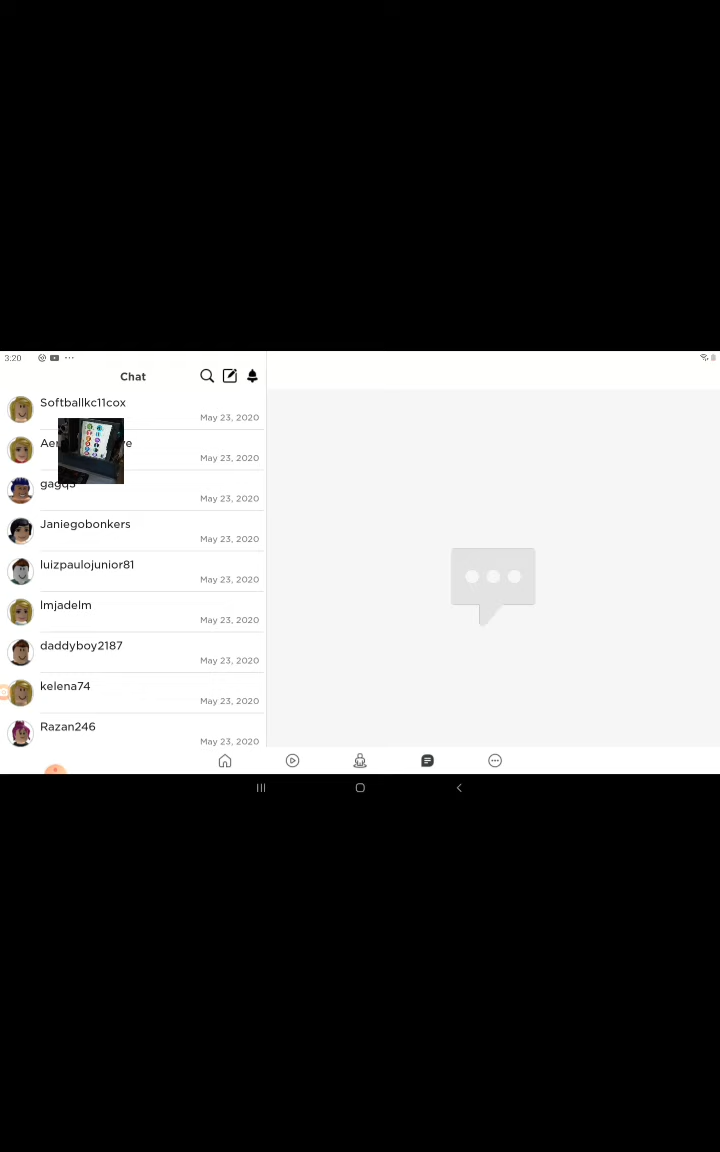 3:20
Chat
Softballkc11cox
May 23, 2020
May 23, 2020
May 23, 2020
Janiegobonkers
May 23, 2020
luizpaulojunior81
May 23, 2020
lmjadelm
May 23, 2020
daddyboy2187
May 23, 2020
kelena74
May 23, 2020
Razan246
May 23, 2020